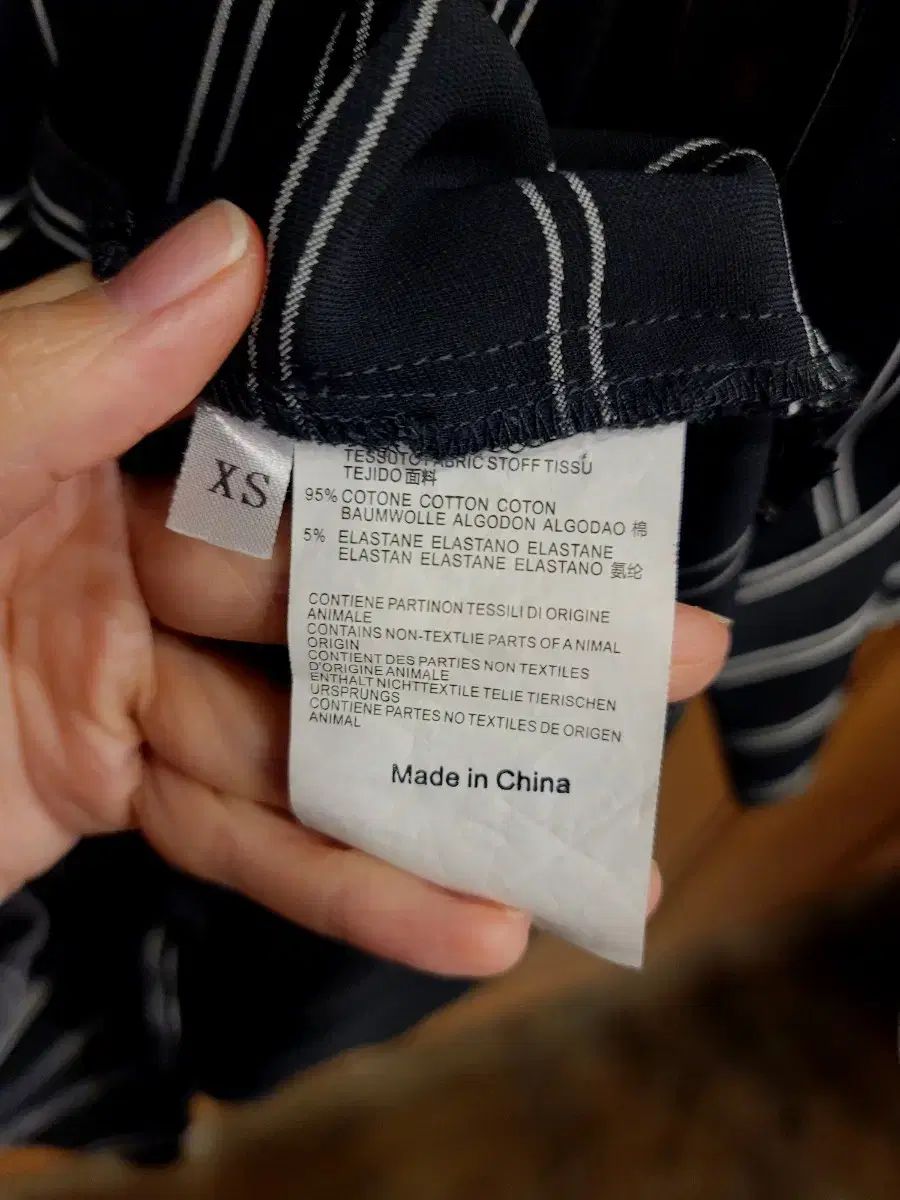 XS
TESSUTO FABRIC STOFF TISSU
TEJIDO 面料
95% COTONE COTTON COTON
BAUMWOLLE ALGODON ALGODAO 棉
5% ELASTANE ELASTANO ELASTANE
ELASTAN ELASTANE ELASTANO 氨纶
CONTIENE PARTINON TESSILI DI ORIGINE
ANIMALE
CONTAINS NON-TEXTLIE PARTS OF ANIMAL
ORIGIN
CONTIENT DES PARTIES NON TEXTILES
D'ORIGINE ANIMALE
ENTHALT NICHTTEXTILE TELIE TIERISCHEN
URSPRUNGS
CONTIENE PARTES NO TEXTILES DE ORIGEN
ANIMAL
Made in China